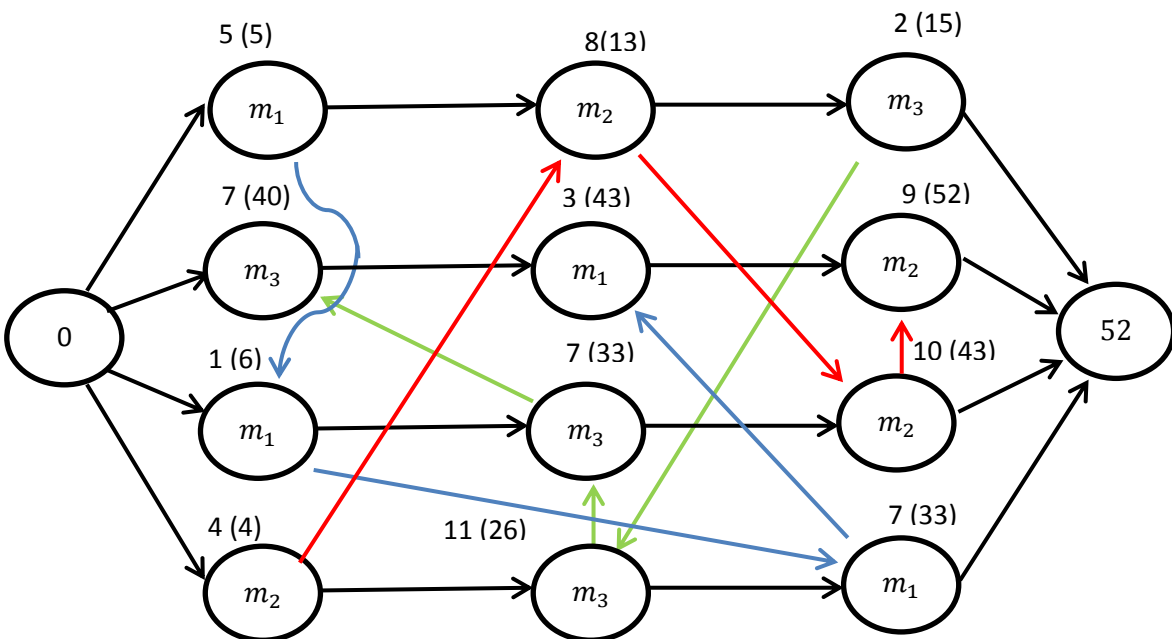 5 (5)
8(13)
2 (15)
m₁
m₂
m₃
7 (40)
3 (43)
9 (52)
m₃
m₁
m₂
0
52
1 (6)
7 (33)
10 (43)
m₁
m₃
m₂
4 (4)
11 (26)
7 (33)
m₂
m₃
m₁